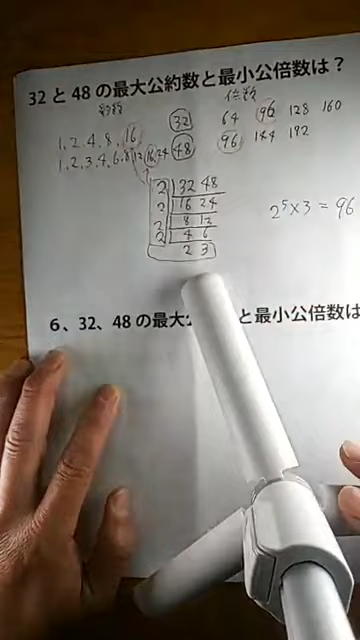 32 と 48 の最大公約数と最小公倍数は？
約数
倍数
32 64 96 128 160
1, 2, 4, 8, 16
48 96 144 192
1, 2, 3, 4, 6, 8, 12, 16, 24
2 32 48
2 16 24
2 8 12
2 4 6
2 3
2⁵×3 = 96
6、32、48 の最大 と最小公倍数は